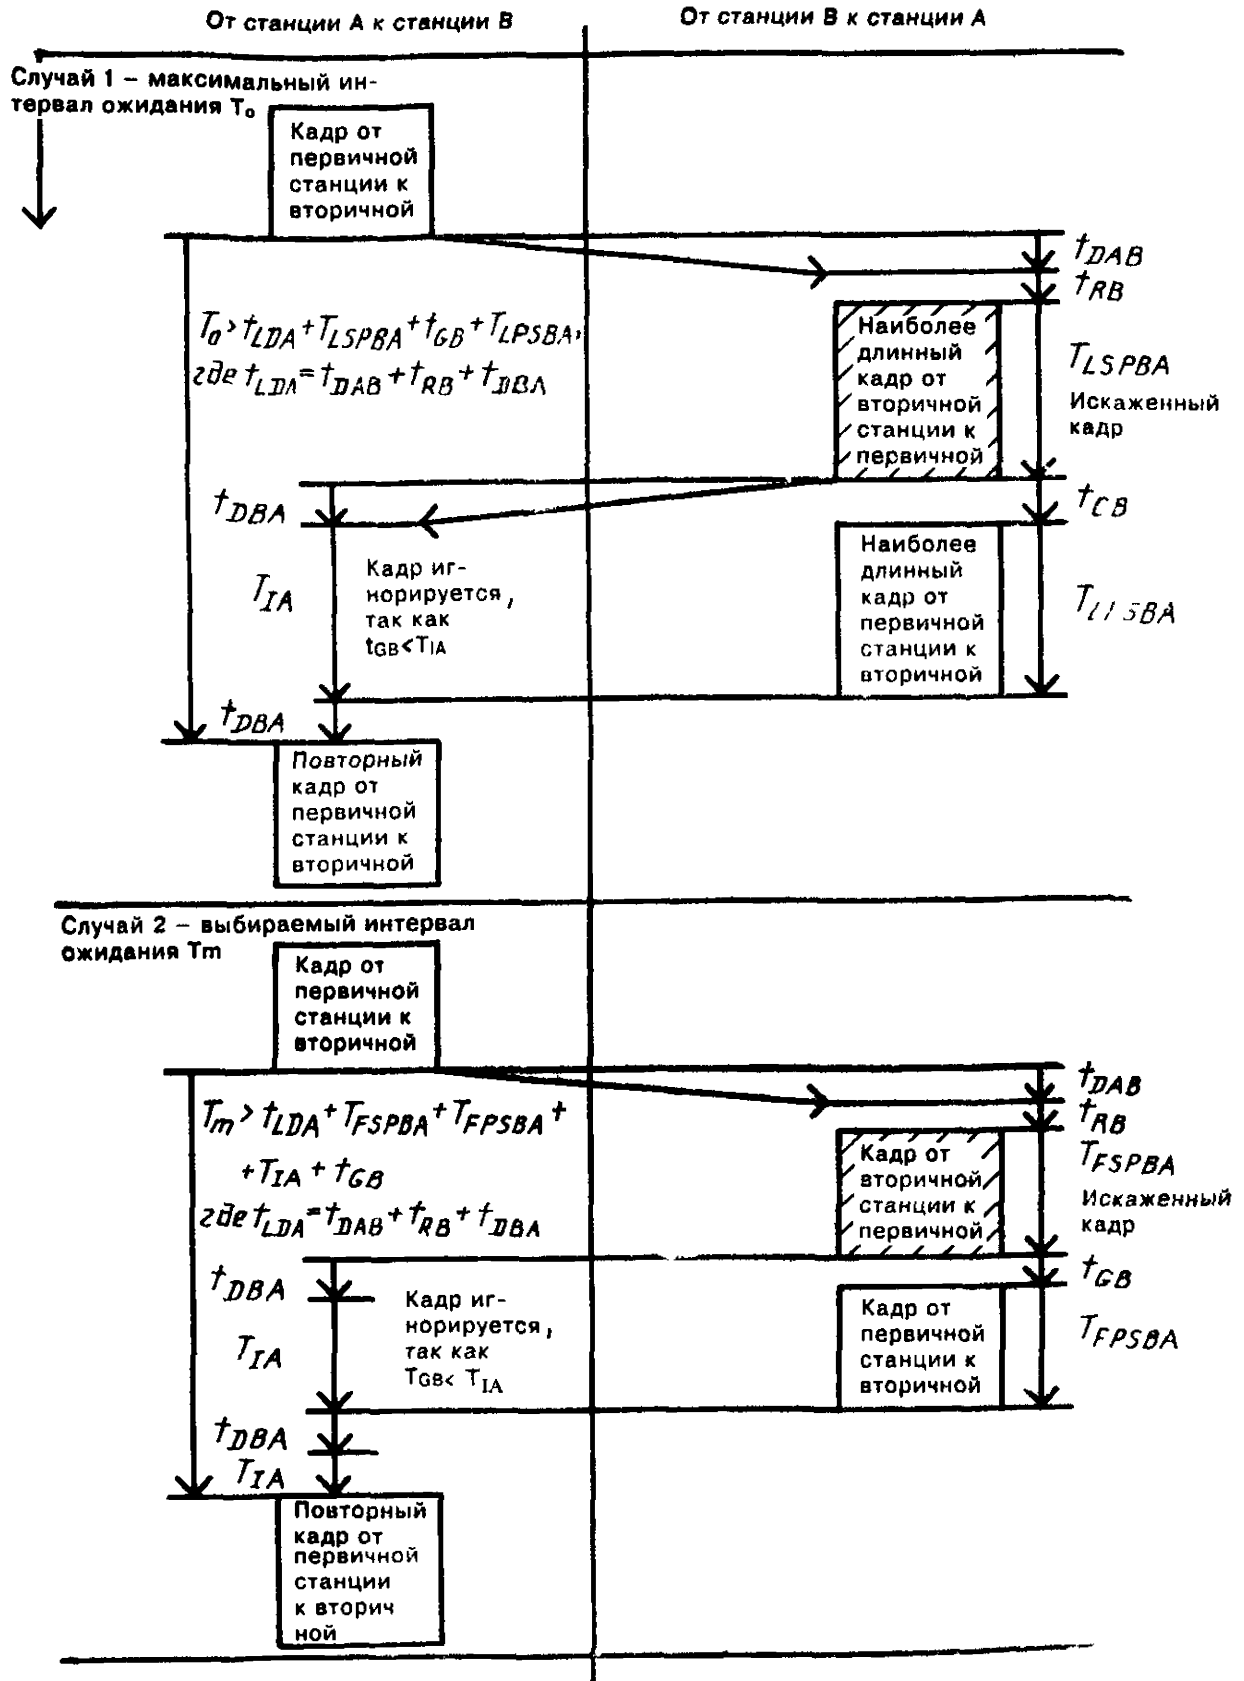 От станции А к станции В
От станции В к станции А
Случай 1 – максимальный ин-
тервал ожидания To
Кадр от
первичной
станции к
вторичной
tDAB
tRB
To > tLDA + TLSPBA + tGB + TLPSBA,
где tLDA = tDAB + tRB + tDBA
Наиболее
длинный
кадр от
вторичной
станции к
первичной
TLSPBA
Искаженный
кадр
tDBA
tCB
TIA
Кадр иг-
норируется,
так как
tGB<TIA
Наиболее
длинный
кадр от
первичной
станции к
вторичной
tDBA
Повторный
кадр от
первичной
станции к
вторичной
Случай 2 – выбираемый интервал
ожидания Tm
Кадр от
первичной
станции к
вторичной
tDAB
tRB
Tm > tLDA + TFSPBA + TFPSBA +
+ TIA + tGB
где tLDA = tDAB + tRB + tDBA
Кадр от
вторичной
станции к
первичной
TFSPBA
Искаженный
кадр
tDBA
tGB
TIA
Кадр иг-
норируется,
так как
TGB< TIA
Кадр от
первичной
станции к
вторичной
TFPSBA
tDBA
TIA
Повторный
кадр от
первичной
станции
к вторич
ной